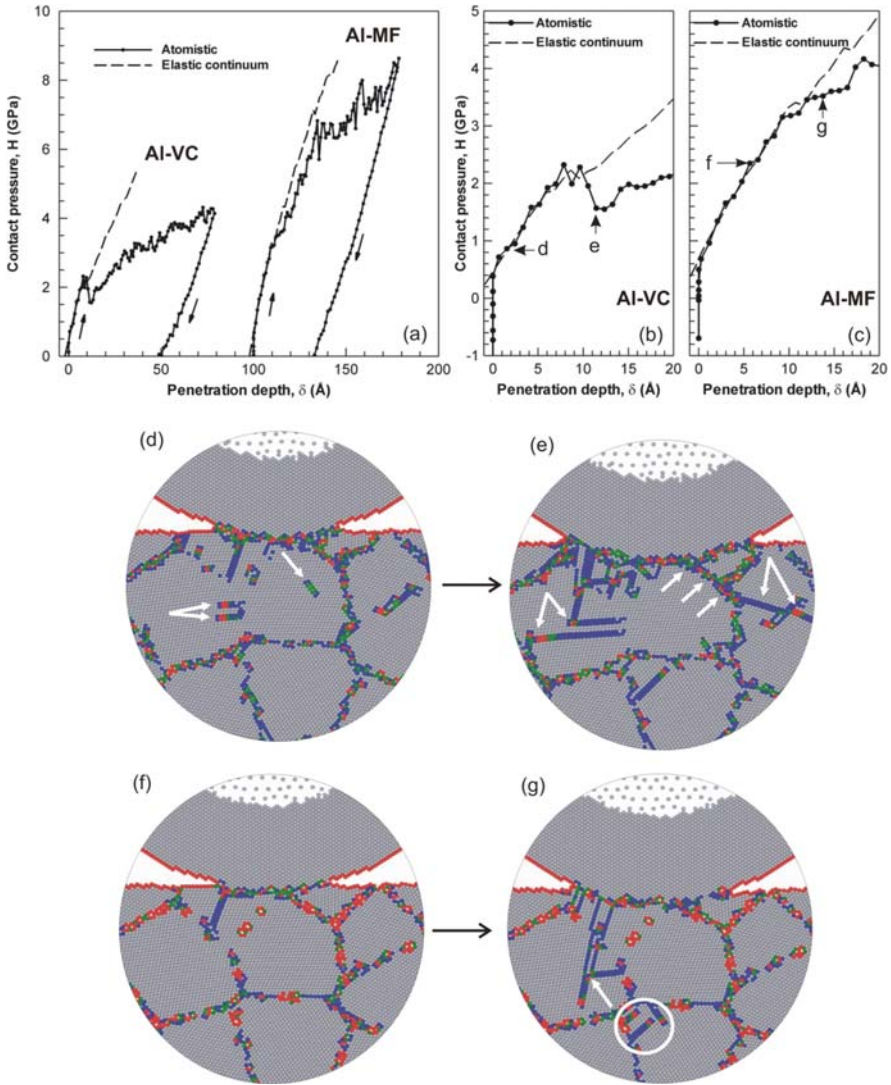 10
8
6
4
2
0
Contact pressure, H (GPa)
Atomistic
Elastic continuum
Al-MF
Al-VC
(a)
0
50
100
150
200
Penetration depth, δ (Å)
6
5
4
3
2
1
0
-1
Contact pressure, H (GPa)
Atomistic
Elastic continuum
d
e
Al-VC
(b)
0
5
10
15
20
Penetration depth, δ (Å)
Atomistic
Elastic continuum
f
g
Al-MF
(c)
0
5
10
15
20
Penetration depth, δ (Å)
(d)
(e)
(f)
(g)